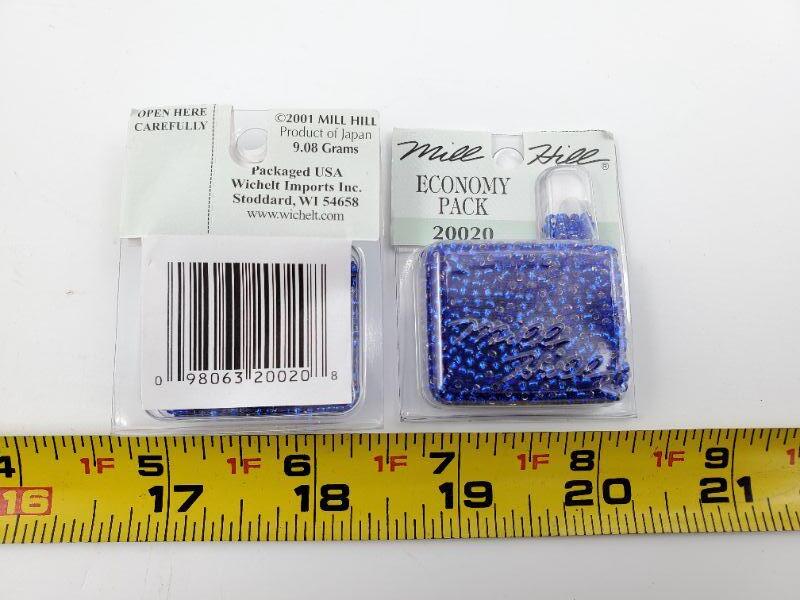 OPEN HERE
CAREFULLY
©2001 MILL HILL
Product of Japan
9.08 Grams
Packaged USA
Wichelt Imports Inc.
Stoddard, WI 54658
www.wichelt.com
0 98063 20020 8
Mill Hill®
ECONOMY
PACK
20020
Mill
Hill
4 1F 5 1F 6 1F 7 1F 8 1F 9
16 17 18 19 20 21